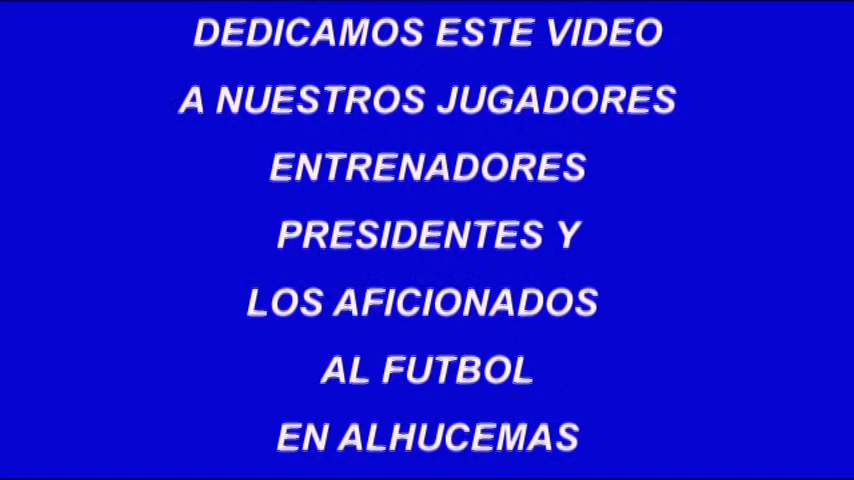 DEDICAMOS ESTE VIDEO
A NUESTROS JUGADORES
ENTRENADORES
PRESIDENTES Y
LOS AFICIONADOS
AL FUTBOL
EN ALHUCEMAS